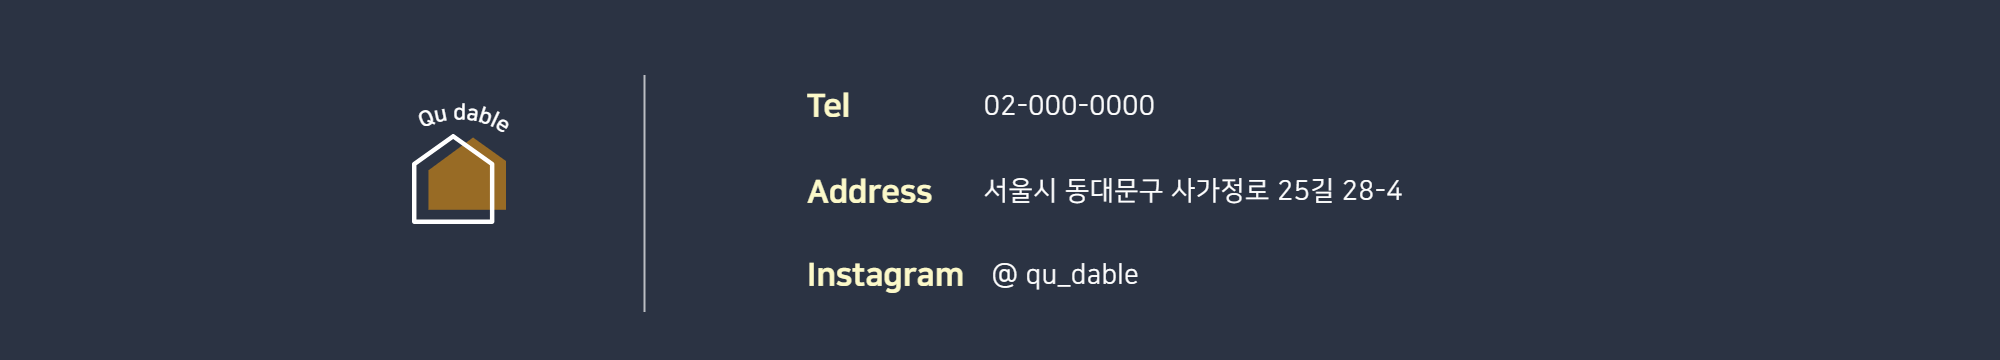 Qu dable
Tel 02-000-0000
Address 서울시 동대문구 사가정로 25길 28-4
Instagram @ qu_dable